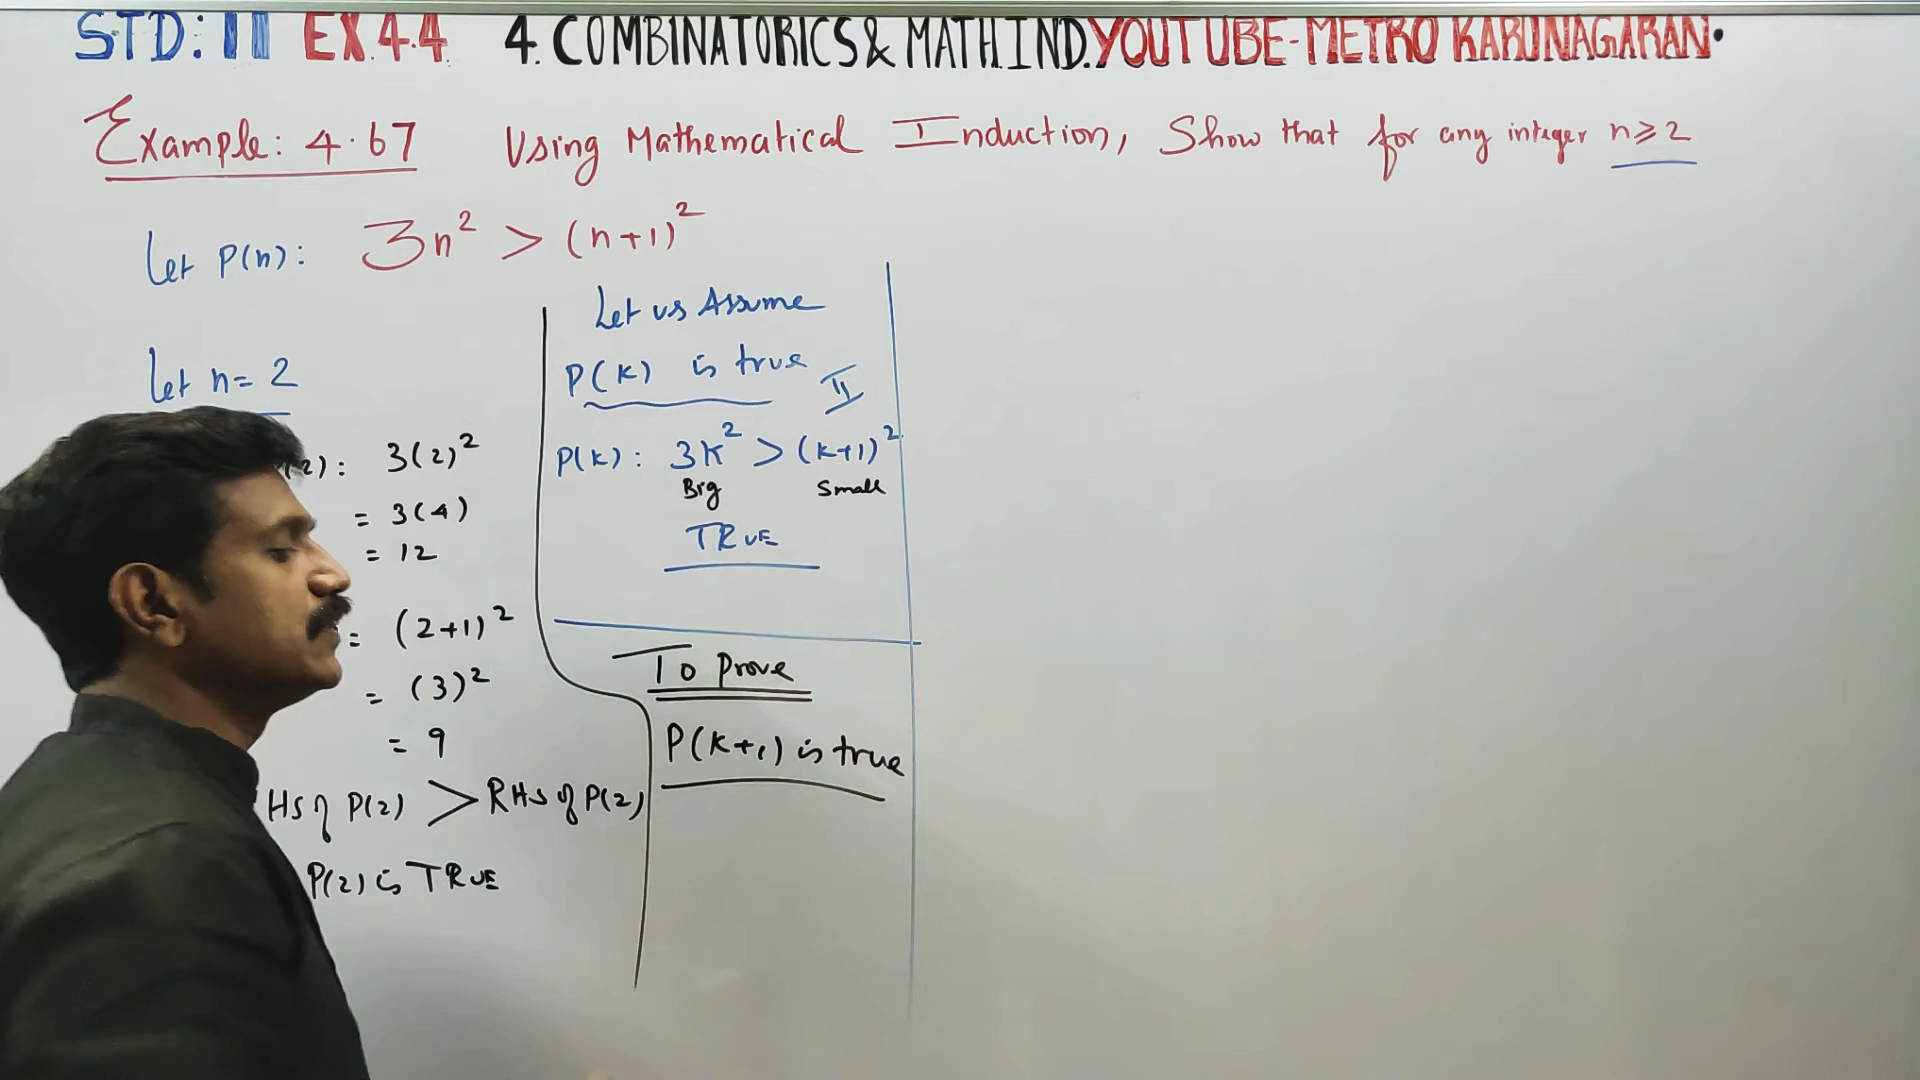 STD: 11 EX.4.4 4. COMBINATORICS & MATH.IND. YOUTUBE-METRO KARUNAGARAN.
Example: 4.67 Using Mathematical Induction, Show that for any integer n ≥ 2
Let P(n): 3n² > (n+1)²
Let n = 2
(2): 3(2)²
= 3(4)
= 12
= (2+1)²
= (3)²
= 9
HS of P(2) > RHS of P(2)
P(2) is TRUE
Let us Assume
P(k) is true II
P(k): 3k² > (k+1)²
Big Small
TRUE
To Prove
P(k+1) is true